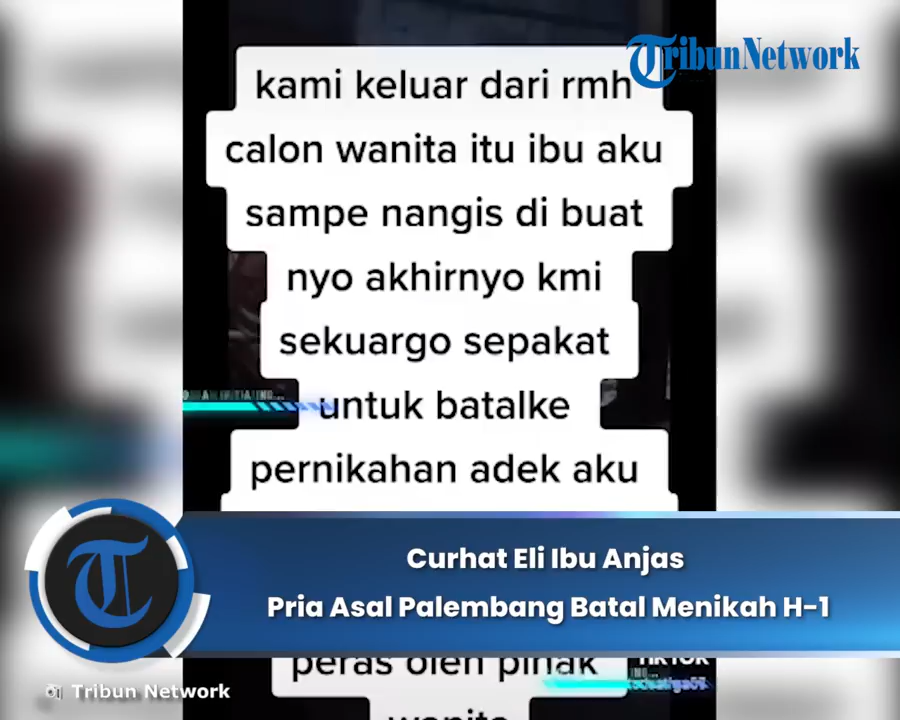 TribunNetwork
kami keluar dari rmh
calon wanita itu ibu aku
sampe nangis di buat
nyo akhirnyo kmi
sekuargo sepakat
untuk batalke
pernikahan adek aku
Curhat Eli Ibu Anjas
Pria Asal Palembang Batal Menikah H-1
peras oleh pihak
TIKTOK
Tribun Network
wanita